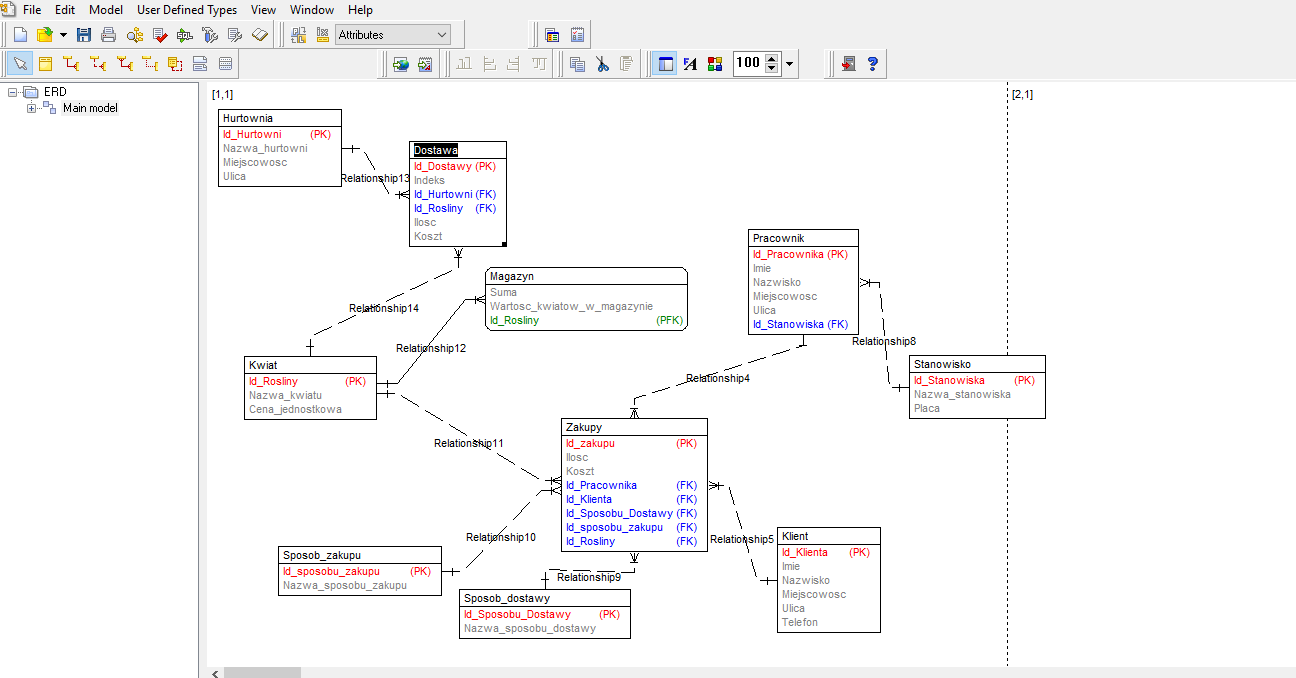 File Edit Model User Defined Types View Window Help
Attributes
100
ERD
Main model
[1,1]
[2,1]
Hurtownia
Id_Hurtowni (PK)
Nazwa_hurtowni
Miejscowosc
Ulica
Relationship13
Dostawa
Id_Dostawy (PK)
Indeks
Id_Hurtowni (FK)
Id_Rosliny (FK)
Ilosc
Koszt
Relationship14
Magazyn
Suma
Wartosc_kwiatow_w_magazynie
Id_Rosliny (PFK)
Relationship12
Pracownik
Id_Pracownika (PK)
Imie
Nazwisko
Miejscowosc
Ulica
Id_Stanowiska (FK)
Relationship8
Kwiat
Id_Rosliny (PK)
Nazwa_kwiatu
Cena_jednostkowa
Relationship4
Stanowisko
Id_Stanowiska (PK)
Nazwa_stanowiska
Placa
Relationship11
Zakupy
Id_zakupu (PK)
Ilosc
Koszt
Id_Pracownika (FK)
Id_Klienta (FK)
Id_Sposobu_Dostawy (FK)
Id_sposobu_zakupu (FK)
Id_Rosliny (FK)
Relationship10
Relationship5
Klient
Id_Klienta (PK)
Imie
Nazwisko
Miejscowosc
Ulica
Telefon
Sposob_zakupu
Id_sposobu_zakupu (PK)
Nazwa_sposobu_zakupu
Relationship9
Sposob_dostawy
Id_Sposobu_Dostawy (PK)
Nazwa_sposobu_dostawy